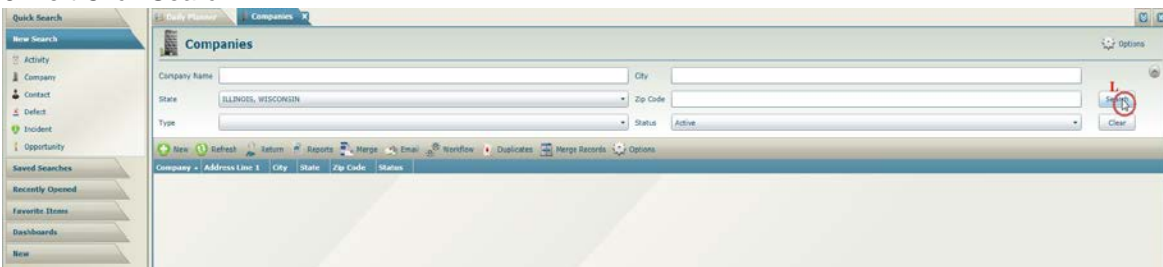 Quick Search
Daily Planner Companies X
New Search
Companies
Options
Activity
Company
Contact
Defect
Incident
Opportunity
Company Name
City
L
State ILLINOIS, WISCONSIN
Zip Code
Search
Type
Status Active
Clear
New Refresh Return Reports Merge Email Workflow Duplicates Merge Records Options
Company Address Line 1 City State Zip Code Status
Saved Searches
Recently Opened
Favorite Items
Dashboards
New